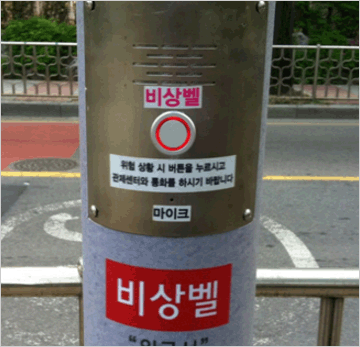 비상벨
위험 상황 시 버튼을 누르시고
관제센터와 통화를 하시기 바랍니다
마이크
비상벨